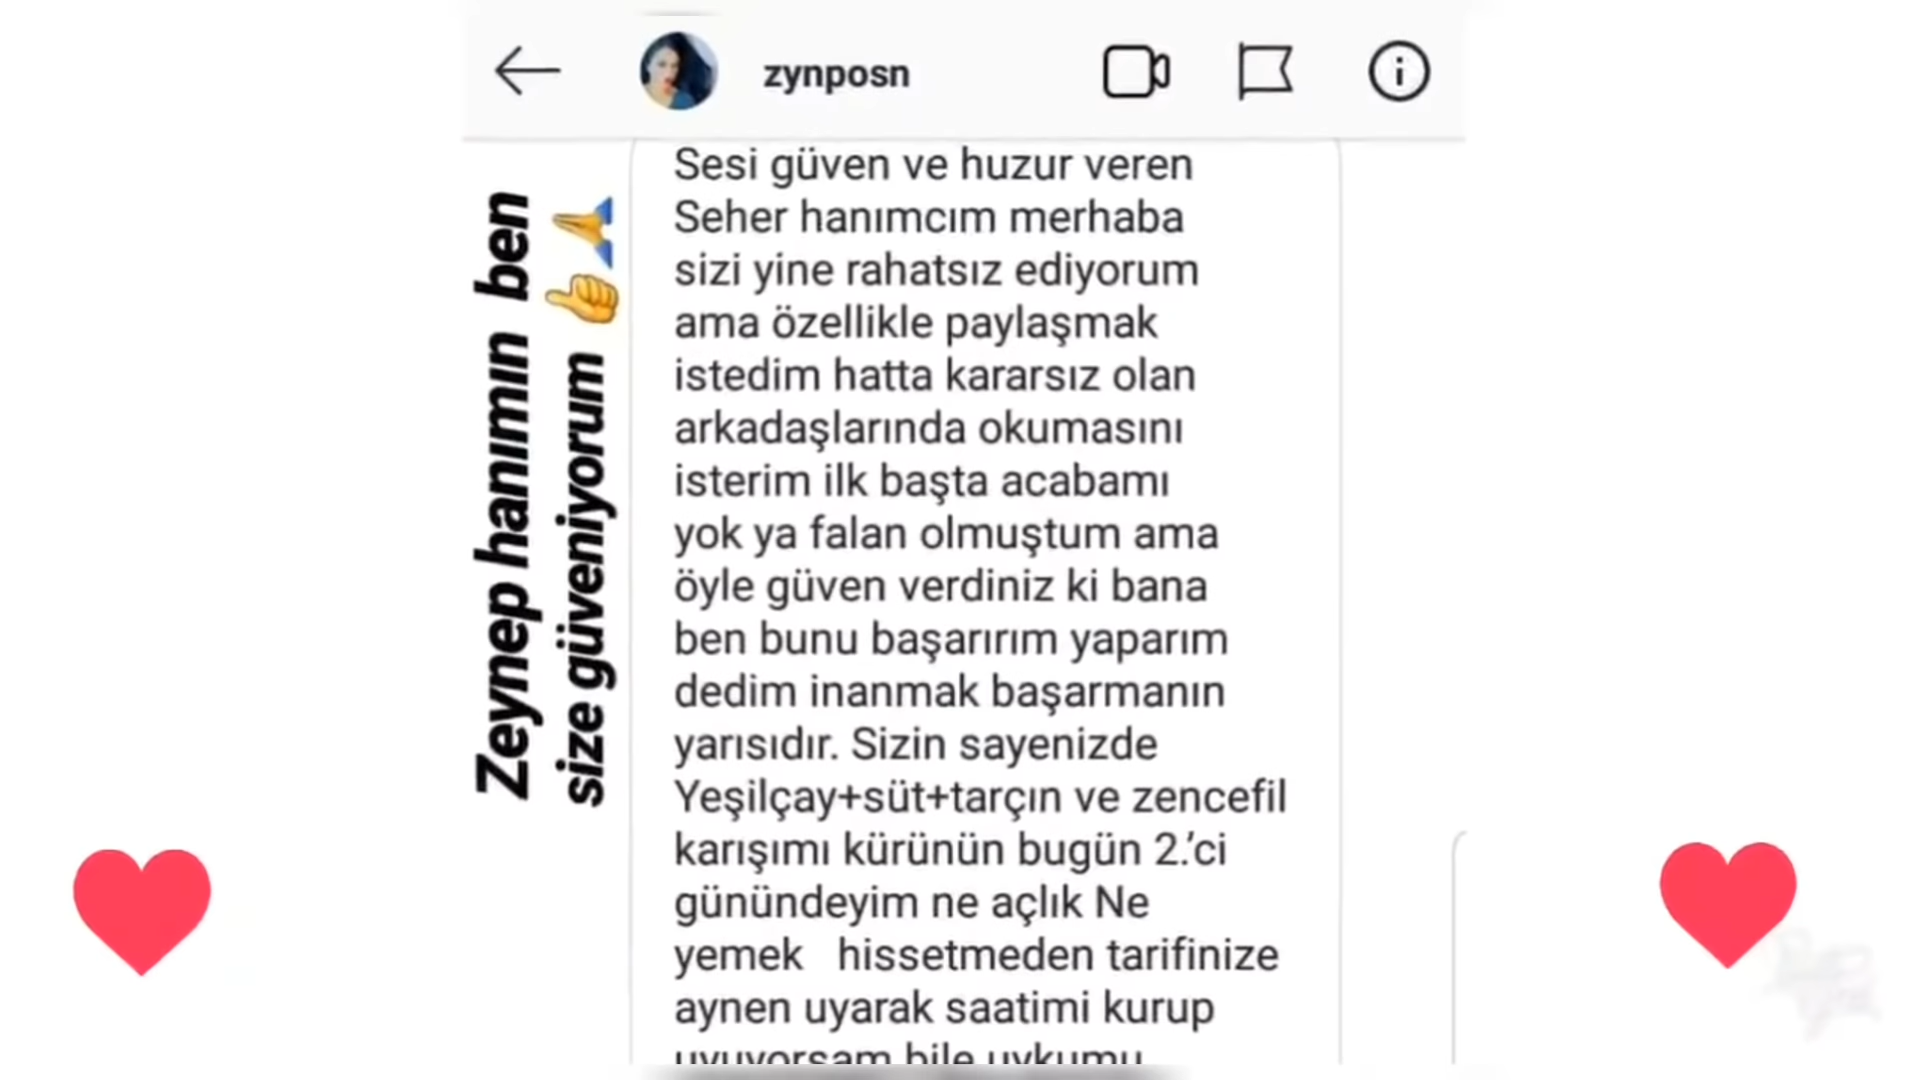 zynposn
Zeynep hanımın ben
size güveniyorum 👍🙏
Sesi güven ve huzur veren
Seher hanımcım merhaba
sizi yine rahatsız ediyorum
ama özellikle paylaşmak
istedim hatta kararsız olan
arkadaşlarında okumasını
isterim ilk başta acabamı
yok ya falan olmuştum ama
öyle güven verdiniz ki bana
ben bunu başarırım yaparım
dedim inanmak başarmanın
yarısıdır. Sizin sayenizde
Yeşilçay+süt+tarçın ve zencefil
karışımı kürünün bugün 2.’ci
günündeyim ne açlık Ne
yemek hissetmeden tarifinize
aynen uyarak saatimi kurup
uyuyorsam bile uykumu